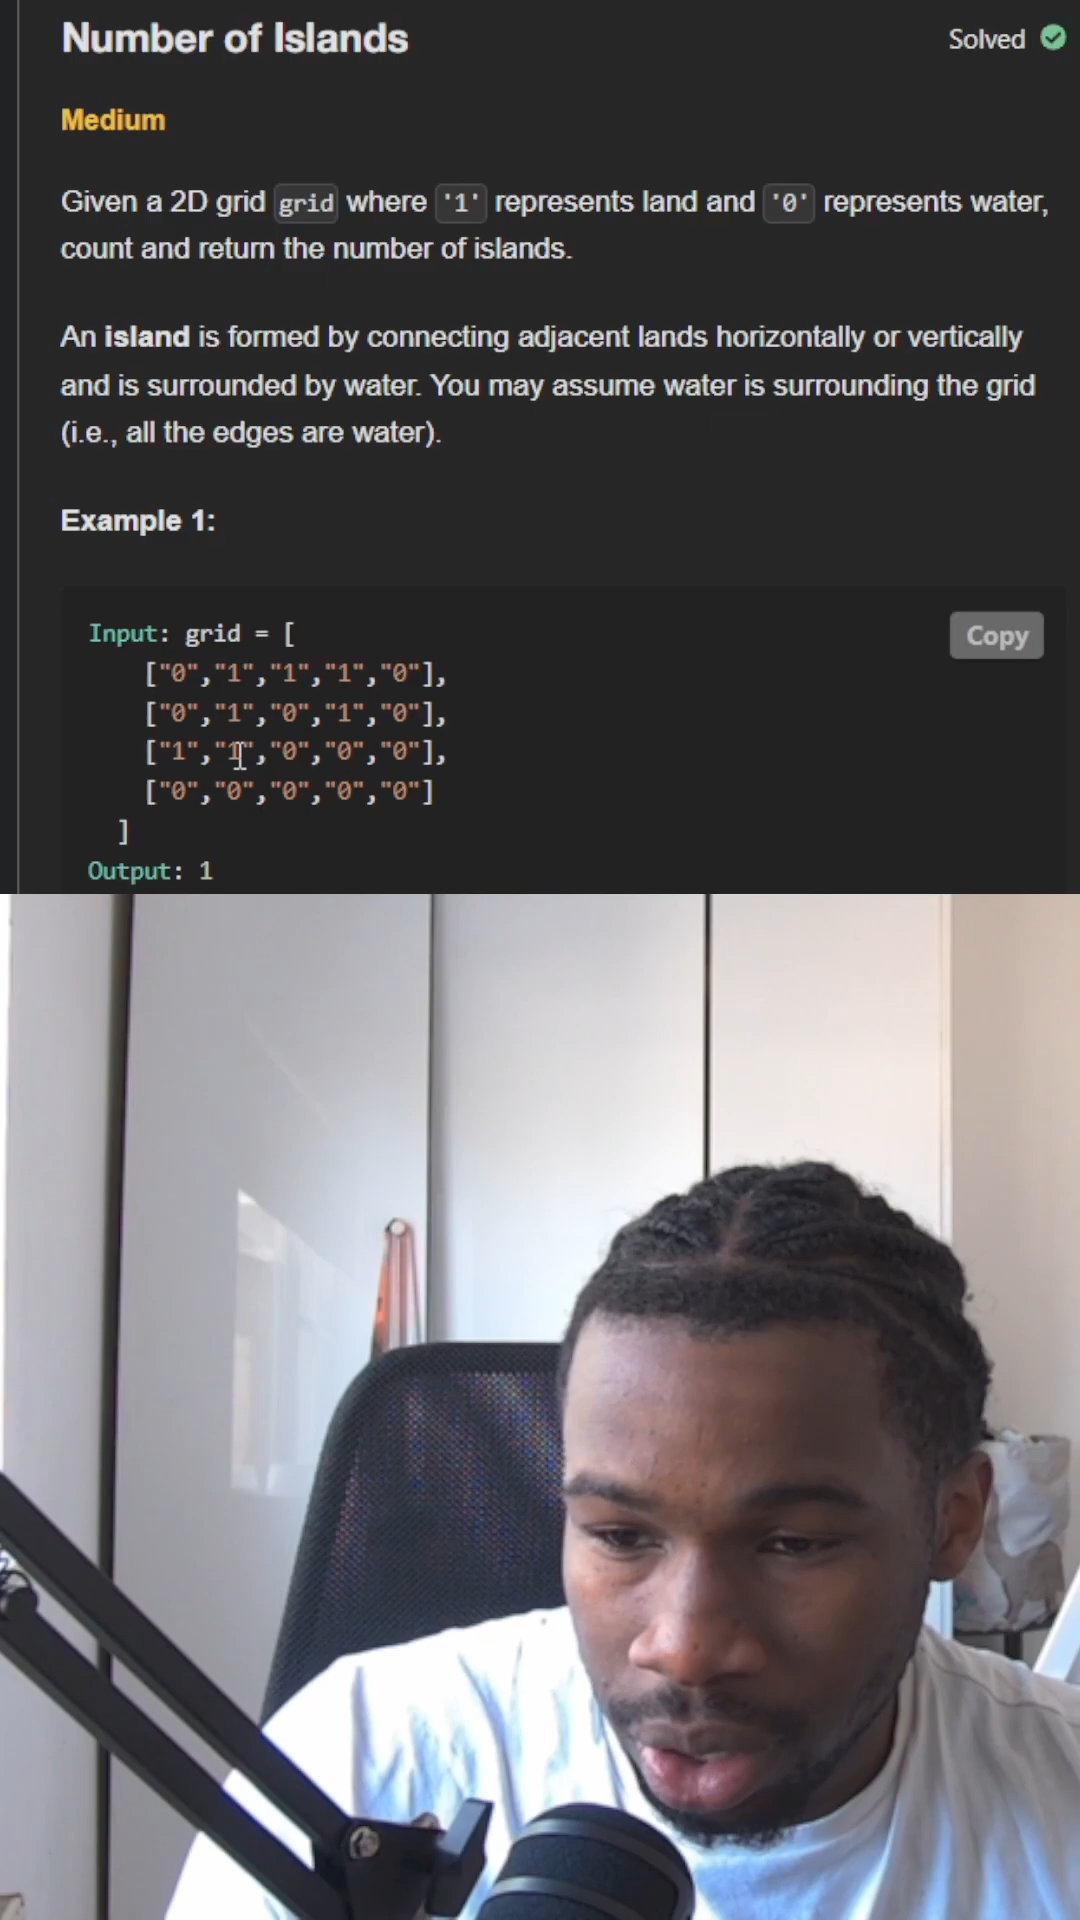 Number of Islands
Solved
Medium
Given a 2D grid grid where '1' represents land and '0' represents water,
count and return the number of islands.
An island is formed by connecting adjacent lands horizontally or vertically
and is surrounded by water. You may assume water is surrounding the grid
(i.e., all the edges are water).
Example 1:
Copy
Input: grid = [
["0","1","1","1","0"],
["0","1","0","1","0"],
["1","1","0","0","0"],
["0","0","0","0","0"]
]
Output: 1